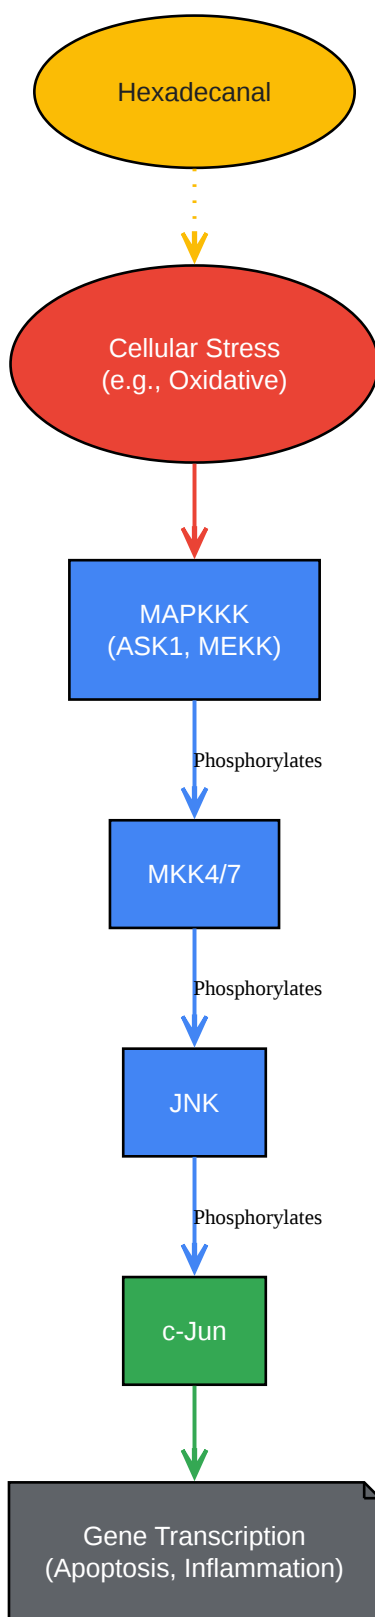 Hexadecanal
Cellular Stress
(e.g., Oxidative)
MAPKKK
(ASK1, MEKK)
Phosphorylates
MKK4/7
Phosphorylates
JNK
Phosphorylates
c-Jun
Gene Transcription
(Apoptosis, Inflammation)